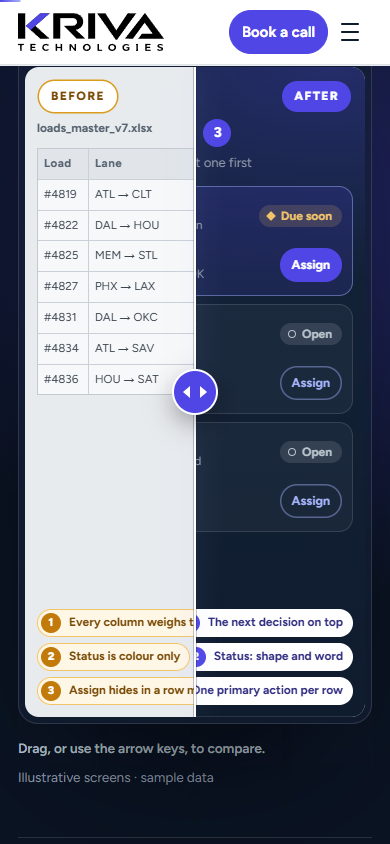 KRIVA
TECHNOLOGIES
Book a call
BEFORE
AFTER
loads_master_v7.xlsx
3
t one first
Load Lane
#4819 ATL → CLT
#4822 DAL → HOU
#4825 MEM → STL
#4827 PHX → LAX
#4831 DAL → OKC
#4834 ATL → SAV
#4836 HOU → SAT
Due soon
n
Assign
K
Open
Assign
Open
d
Assign
1 Every column weighs t
The next decision on top
2 Status is colour only
2 Status: shape and word
3 Assign hides in a row m
One primary action per row
Drag, or use the arrow keys, to compare.
Illustrative screens · sample data